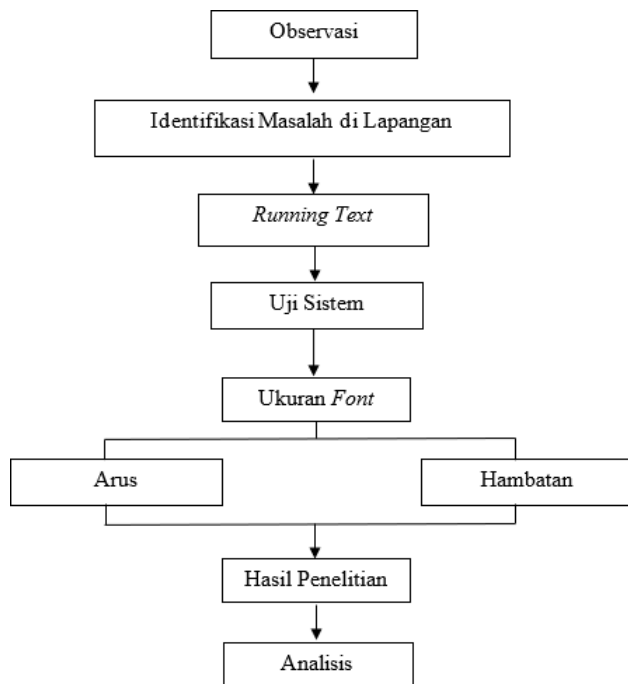 Observasi
Identifikasi Masalah di Lapangan
Running Text
Uji Sistem
Ukuran Font
Arus
Hambatan
Hasil Penelitian
Analisis